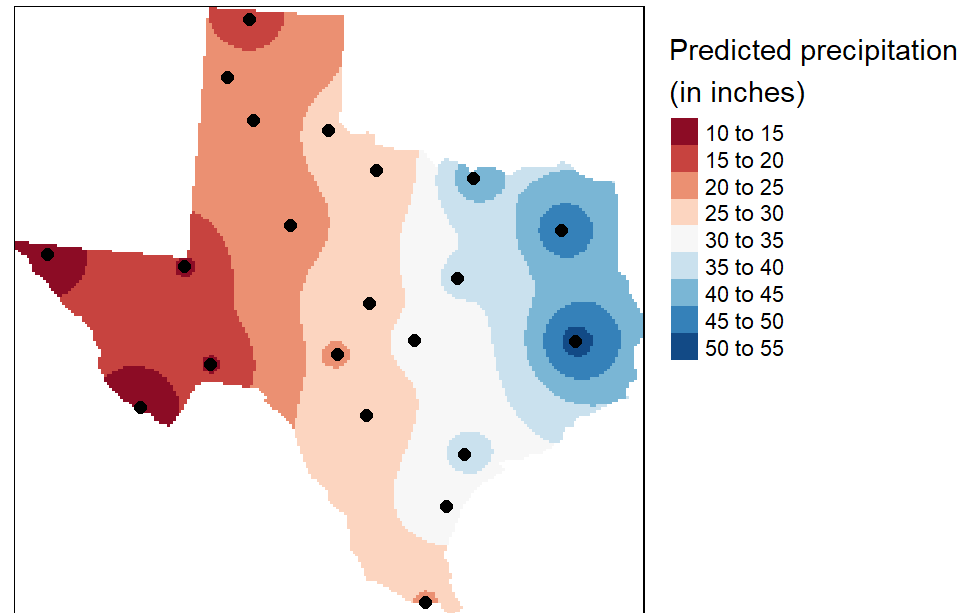 Predicted precipitation
(in inches)
10 to 15
15 to 20
20 to 25
25 to 30
30 to 35
35 to 40
40 to 45
45 to 50
50 to 55